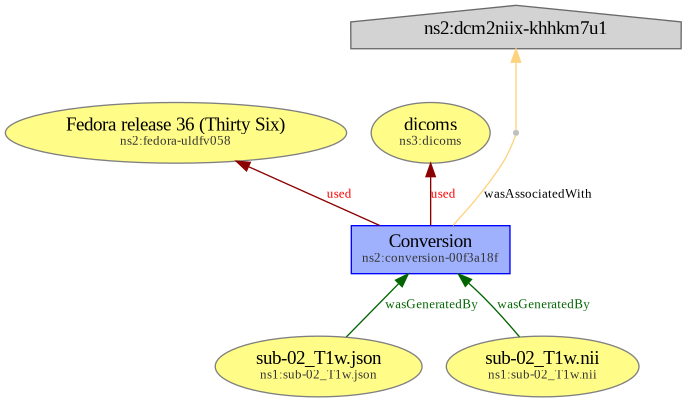 ns2:dcm2niix-khhkm7u1
Fedora release 36 (Thirty Six)
ns2:fedora-uldfv058
dicoms
ns3:dicoms
used
used
wasAssociatedWith
Conversion
ns2:conversion-00f3a18f
wasGeneratedBy
wasGeneratedBy
sub-02_T1w.json
ns1:sub-02_T1w.json
sub-02_T1w.nii
ns1:sub-02_T1w.nii